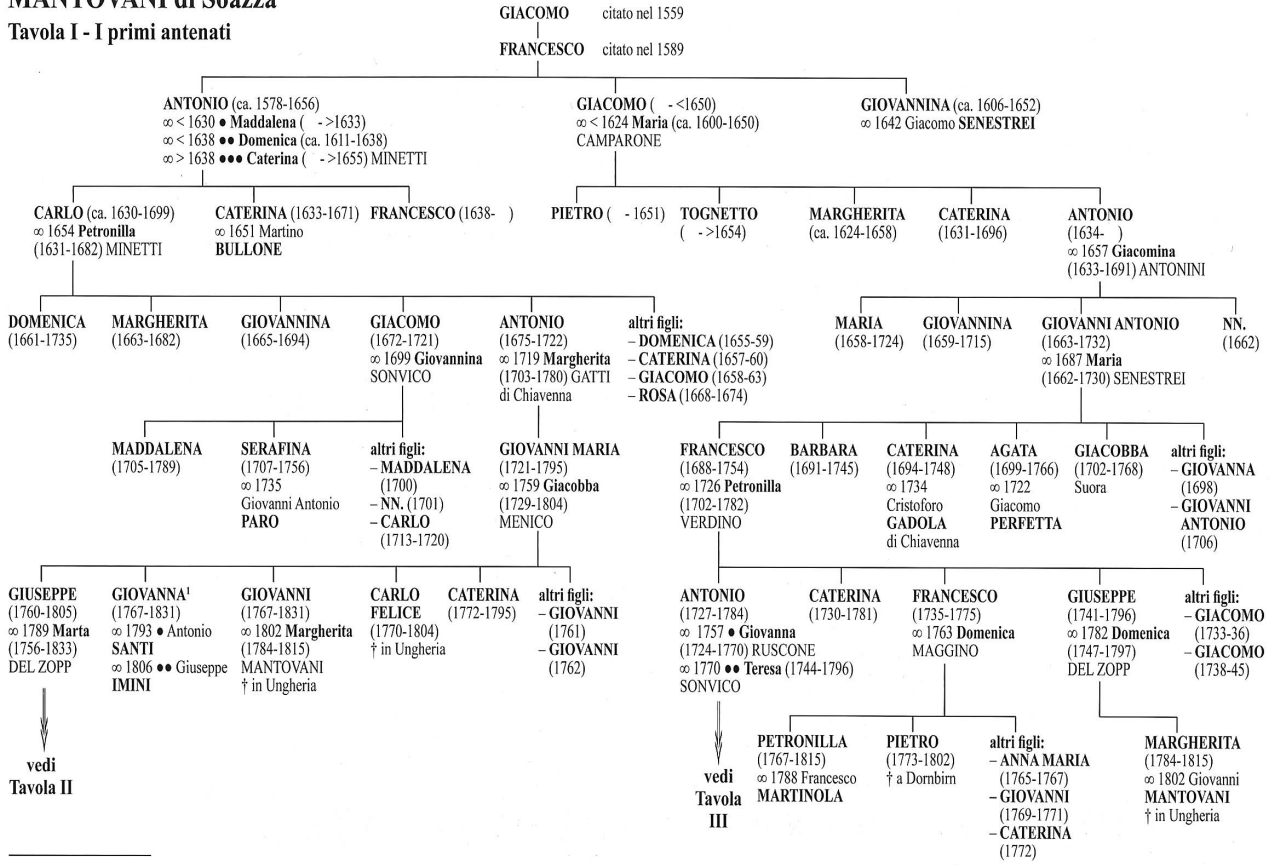 MANTOVANI di Soazza
Tavola I - I primi antenati
GIACOMO citato nel 1559
FRANCESCO citato nel 1589
ANTONIO (ca. 1578-1656)
∞ < 1630 ● Maddalena ( - >1633)
∞ < 1638 ●● Domenica (ca. 1611-1638)
∞ > 1638 ●●● Caterina ( - >1655) MINETTI
GIACOMO ( - <1650)
∞ < 1624 Maria (ca. 1600-1650)
CAMPARONE
GIOVANNINA (ca. 1606-1652)
∞ 1642 Giacomo SENESTREI
CARLO (ca. 1630-1699)
∞ 1654 Petronilla
(1631-1682) MINETTI
CATERINA (1633-1671)
∞ 1651 Martino
BULLONE
FRANCESCO (1638- )
PIETRO ( - 1651)
TOGNETTO
( - >1654)
MARGHERITA
(ca. 1624-1658)
CATERINA
(1631-1696)
ANTONIO
(1634- )
∞ 1657 Giacomina
(1633-1691) ANTONINI
DOMENICA
(1661-1735)
MARGHERITA
(1663-1682)
GIOVANNINA
(1665-1694)
GIACOMO
(1672-1721)
∞ 1699 Giovannina
SONVICO
ANTONIO
(1675-1722)
∞ 1719 Margherita
(1703-1780) GATTI
di Chiavenna
altri figli:
– DOMENICA (1655-59)
– CATERINA (1657-60)
– GIACOMO (1658-63)
– ROSA (1668-1674)
MARIA
(1658-1724)
GIOVANNINA
(1659-1715)
GIOVANNI ANTONIO
(1663-1732)
∞ 1687 Maria
(1662-1730) SENESTREI
NN.
(1662)
MADDALENA
(1705-1789)
SERAFINA
(1707-1756)
∞ 1735
Giovanni Antonio
PARO
altri figli:
– MADDALENA
(1700)
– NN. (1701)
– CARLO
(1713-1720)
GIOVANNI MARIA
(1721-1795)
∞ 1759 Giacobba
(1729-1804)
MENICO
FRANCESCO
(1688-1754)
∞ 1726 Petronilla
(1702-1782)
VERDINO
BARBARA
(1691-1745)
CATERINA
(1694-1748)
∞ 1734
Cristoforo
GADOLA
di Chiavenna
AGATA
(1699-1766)
∞ 1722
Giacomo
PERFETTA
GIACOBBA
(1702-1768)
Suora
altri figli:
– GIOVANNA
(1698)
– GIOVANNI
ANTONIO
(1706)
GIUSEPPE
(1760-1805)
∞ 1789 Marta
(1756-1833)
DEL ZOPP
GIOVANNA¹
(1767-1831)
∞ 1793 ● Antonio
SANTI
∞ 1806 ●● Giuseppe
IMINI
GIOVANNI
(1767-1831)
∞ 1802 Margherita
(1784-1815)
MANTOVANI
† in Ungheria
CARLO
FELICE
(1770-1804)
† in Ungheria
CATERINA
(1772-1795)
altri figli:
– GIOVANNI
(1761)
– GIOVANNI
(1762)
ANTONIO
(1727-1784)
∞ 1757 ● Giovanna
(1724-1770) RUSCONE
∞ 1770 ●● Teresa (1744-1796)
SONVICO
CATERINA
(1730-1781)
FRANCESCO
(1735-1775)
∞ 1763 Domenica
MAGGINO
GIUSEPPE
(1741-1796)
∞ 1782 Domenica
(1747-1797)
DEL ZOPP
altri figli:
– GIACOMO
(1733-36)
– GIACOMO
(1738-45)
vedi
Tavola II
vedi
Tavola
III
PETRONILLA
(1767-1815)
∞ 1788 Francesco
MARTINOLA
PIETRO
(1773-1802)
† a Dornbirn
altri figli:
– ANNA MARIA
(1765-1767)
– GIOVANNI
(1769-1771)
– CATERINA
(1772)
MARGHERITA
(1784-1815)
∞ 1802 Giovanni
MANTOVANI
† in Ungheria